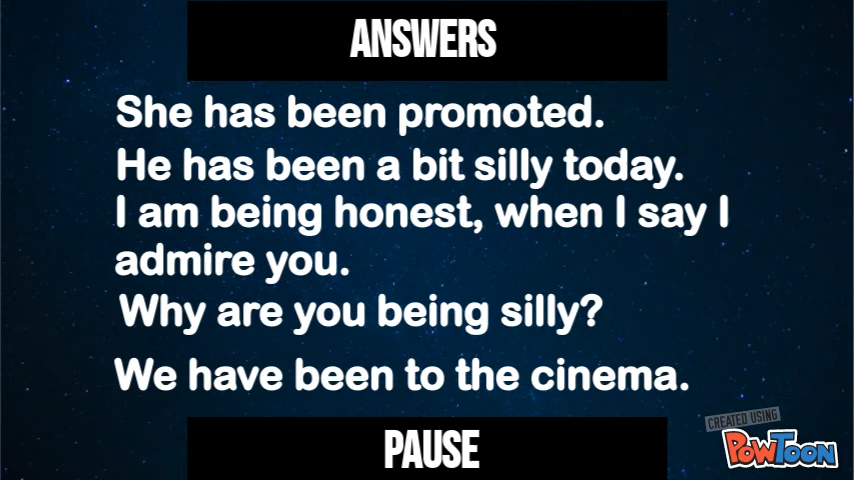 ANSWERS
She has been promoted.
He has been a bit silly today.
I am being honest, when I say I
admire you.
Why are you being silly?
We have been to the cinema.
PAUSE
CREATED USING
POWTOON